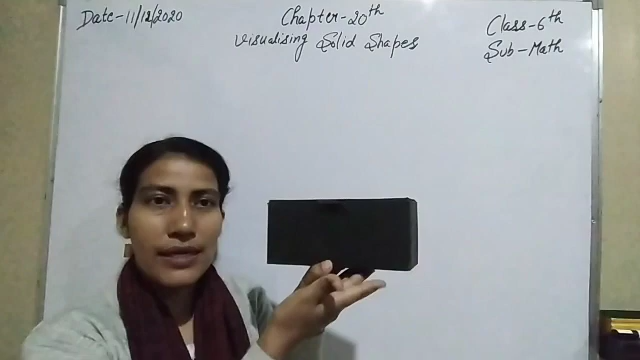 Date-11/12/2020
Chapter-20th
Visualising Solid Shapes
Class-6th
Sub-Math